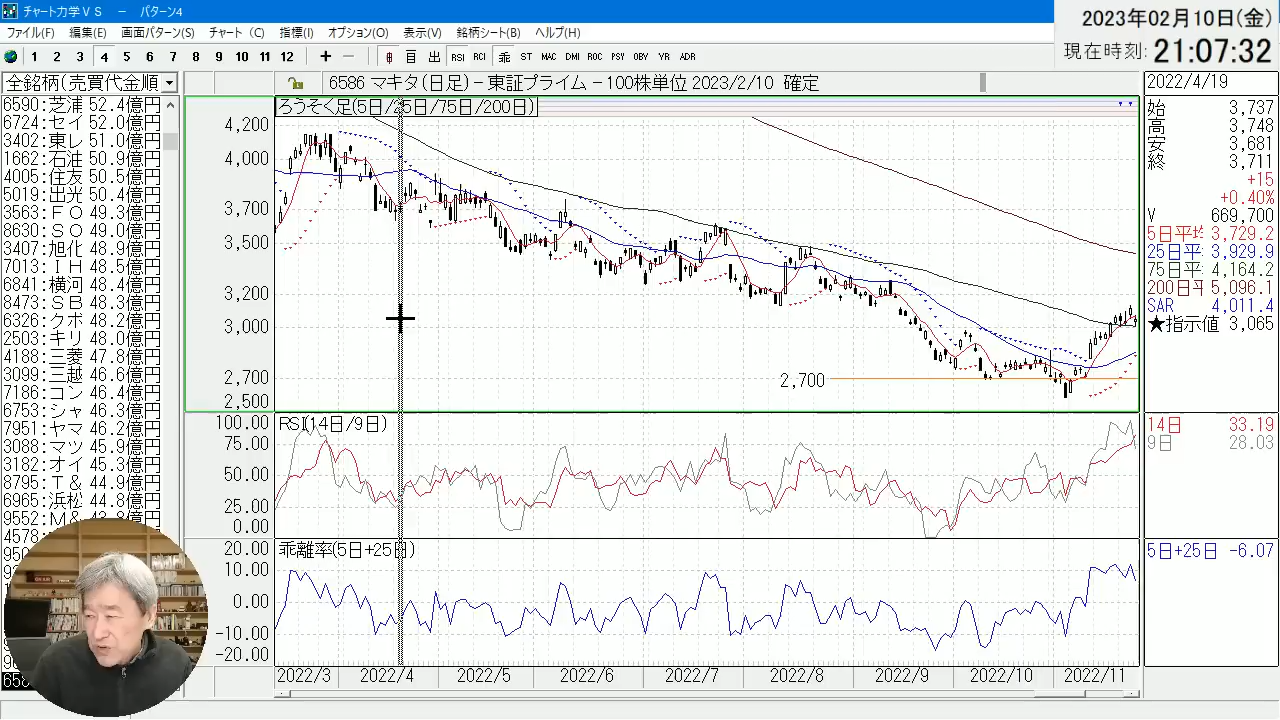 チャート力学VS － パターン4
ファイル(F) 編集(E) 画面パターン(S) チャート (C) 指標(I) オプション(O) 表示(V) 銘柄シート(B) ヘルプ(H)
1 2 3 4 5 6 7 8 9 10 11 12 + － 日 出 RSI RCI 乖 ST MAC DMI ROC PSY OBV YR ADR
2023年02月10日(金)
現在時刻: 21:07:32
全銘柄(売買代金順
6586 マキタ(日足)－東証プライム －100株単位 2023/2/10 確定
2022/4/19
6590:芝浦 52.4億円
6724:セイ 52.0億円
3402:東レ 51.0億円
1662:石油 50.9億円
4005:住友 50.5億円
5019:出光 50.4億円
3563:ＦＯ 49.3億円
8630:ＳＯ 49.0億円
3407:旭化 48.9億円
7013:ＩＨ 48.5億円
6841:横河 48.4億円
8473:ＳＢ 48.3億円
6326:クボ 48.2億円
2503:キリ 48.0億円
4188:三菱 47.8億円
3099:三越 46.6億円
7186:コン 46.4億円
6753:シャ 46.3億円
7951:ヤマ 46.2億円
3088:マツ 45.9億円
3182:オイ 45.3億円
8795:Ｔ＆ 44.9億円
6965:浜松 44.8億円
9552:Ｍ＆ 43.8億円
4578
ろうそく足(5日/25日/75日/200日)
4,200
4,000
3,700
3,500
3,200
3,000
2,700
2,500
2,700
始 3,737
高 3,748
安 3,681
終 3,711
+15
+0.40%
V 669,700
5日平均 3,729.2
25日平 3,929.9
75日平 4,164.2
200日平 5,096.1
SAR 4,011.4
★指示値 3,065
RSI(14日/9日)
100.00
75.00
50.00
25.00
0.00
14日 33.19
9日 28.03
乖離率(5日+25日)
20.00
10.00
0.00
-10.00
-20.00
5日+25日 -6.07
2022/3 2022/4 2022/5 2022/6 2022/7 2022/8 2022/9 2022/10 2022/11